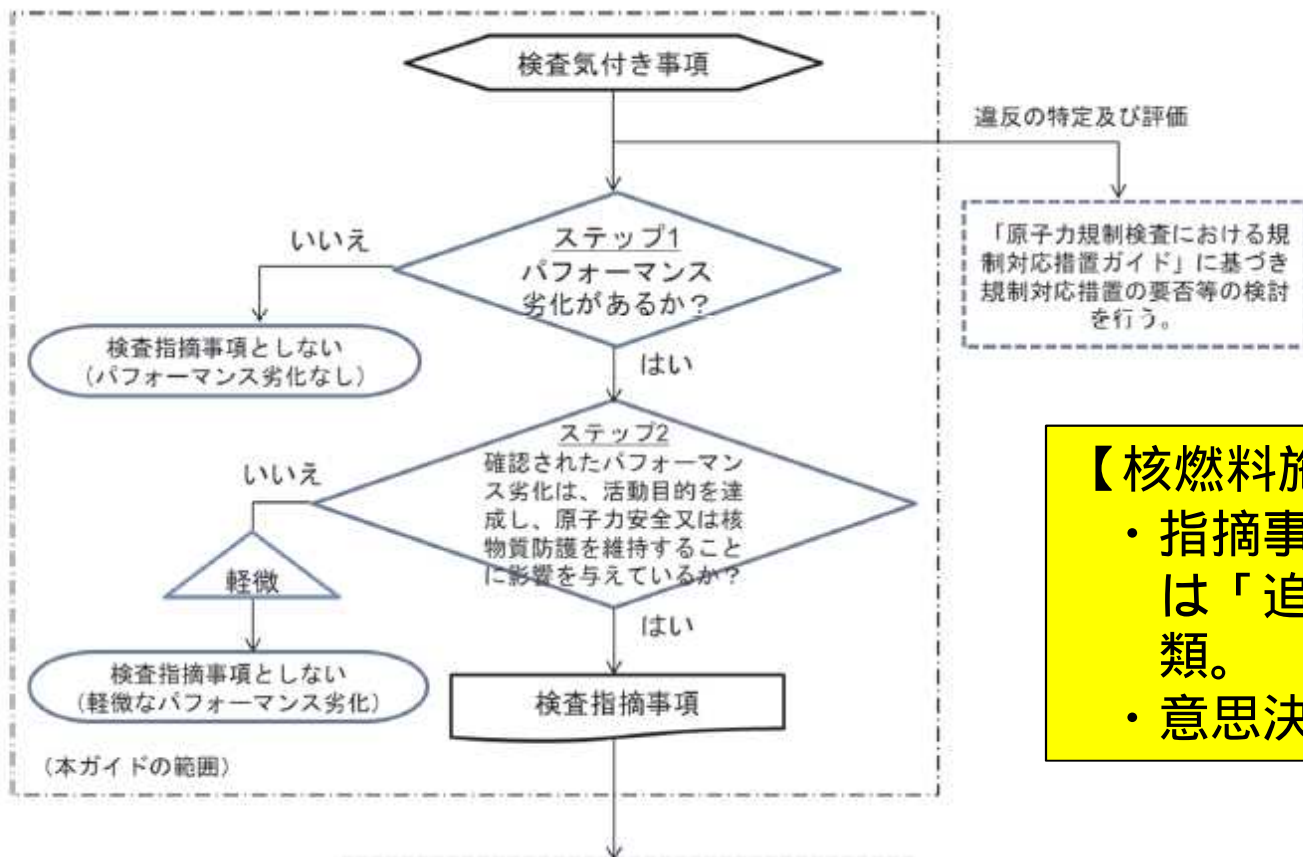 検査気付き事項
違反の特定及び評価
「原子力規制検査における規
制対応措置ガイド」に基づき
規制対応措置の要否等の検討
を行う。
いいえ
ステップ1
パフォーマンス
劣化があるか？
検査指摘事項としない
（パフォーマンス劣化なし）
はい
ステップ2
確認されたパフォーマン
ス劣化は、活動目的を達
成し、原子力安全又は核
物質防護を維持すること
に影響を与えているか？
いいえ
軽微
はい
検査指摘事項としない
（軽微なパフォーマンス劣化）
検査指摘事項
（本ガイドの範囲）
【核燃料施
・指摘事
は「追
類。
・意思決